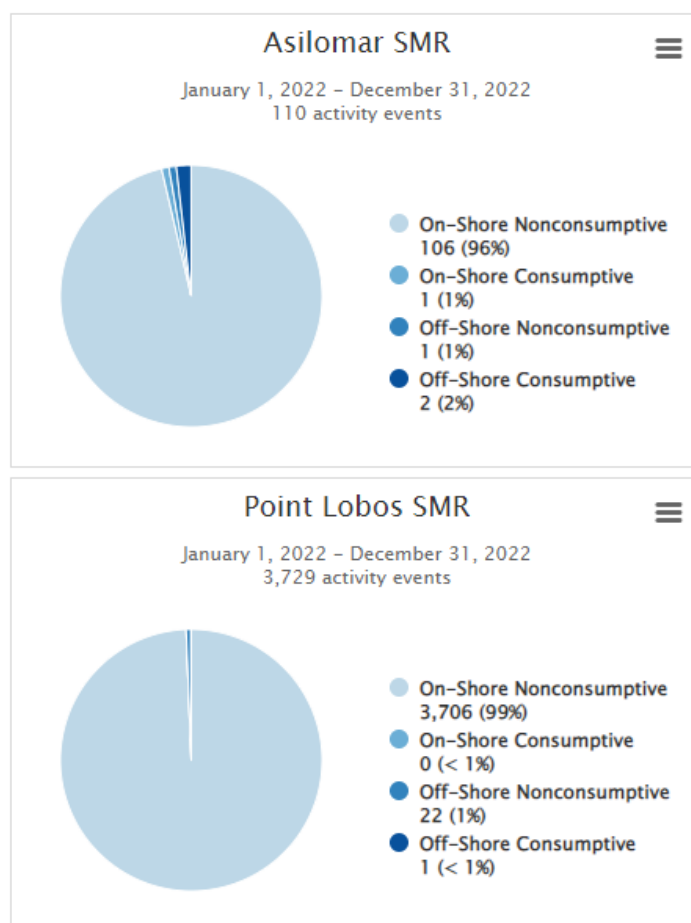 Asilomar SMR
January 1, 2022 – December 31, 2022
110 activity events
On-Shore Nonconsumptive
106 (96%)
On-Shore Consumptive
1 (1%)
Off-Shore Nonconsumptive
1 (1%)
Off-Shore Consumptive
2 (2%)
Point Lobos SMR
January 1, 2022 – December 31, 2022
3,729 activity events
On-Shore Nonconsumptive
3,706 (99%)
On-Shore Consumptive
0 (< 1%)
Off-Shore Nonconsumptive
22 (1%)
Off-Shore Consumptive
1 (< 1%)